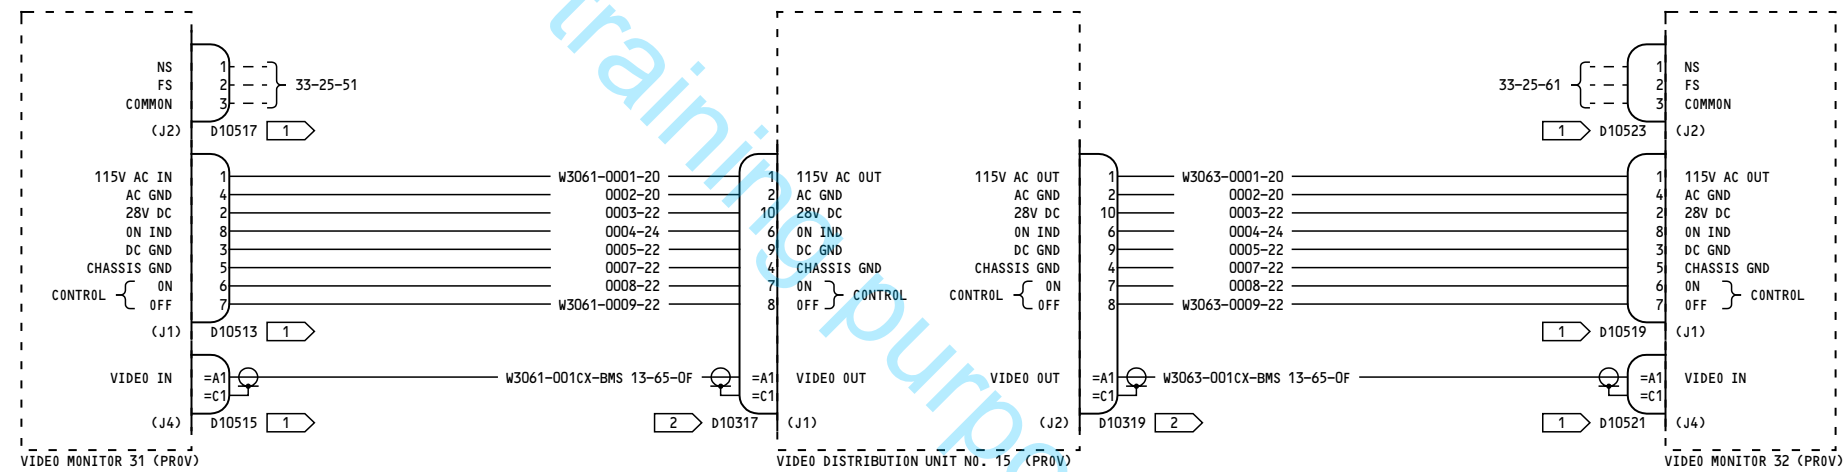 NS 1 33-25-51
FS 2
COMMON 3
(J2) D10517 1
115V AC IN 1 W3061-0001-20 1 115V AC OUT
AC GND 4 0002-20 2 AC GND
28V DC 2 0003-22 10 28V DC
ON IND 8 0004-24 6 ON IND
DC GND 3 0005-22 9 DC GND
CHASSIS GND 5 0007-22 4 CHASSIS GND
CONTROL ON 6 0008-22 7 ON CONTROL
OFF 7 W3061-0009-22 8 OFF
(J1) D10513 1
VIDEO IN =A1 W3061-001CX-BMS 13-65-0F =A1 VIDEO OUT
=C1 =C1
(J4) D10515 1 2 D10317 (J1)
VIDEO MONITOR 31 (PROV)
33-25-61 1 NS
2 FS
3 COMMON
1 D10523 (J2)
115V AC OUT 1 W3063-0001-20 1 115V AC OUT
AC GND 2 0002-20 4 AC GND
28V DC 10 0003-22 2 28V DC
ON IND 6 0004-24 8 ON IND
DC GND 9 0005-22 3 DC GND
CHASSIS GND 4 0007-22 5 CHASSIS GND
CONTROL ON 7 0008-22 6 ON CONTROL
OFF 8 W3063-0009-22 7 OFF
1 D10519 (J1)
VIDEO OUT =A1 W3063-001CX-BMS 13-65-0F =A1 VIDEO IN
=C1 =C1
(J2) D10319 2 1 D10521 (J4)
VIDEO DISTRIBUTION UNIT NO. 15 (PROV)
VIDEO MONITOR 32 (PROV)
training purpo